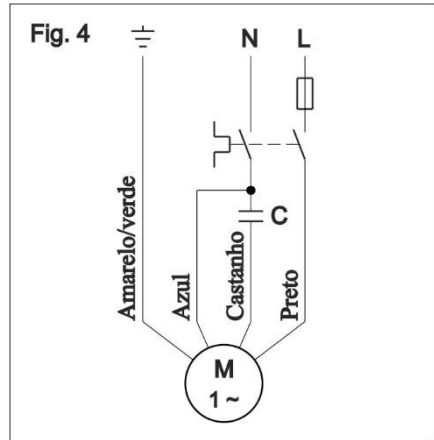 Fig. 4
N L
C
Amarelo/verde
Azul
Castanho
Preto
M
1 ~